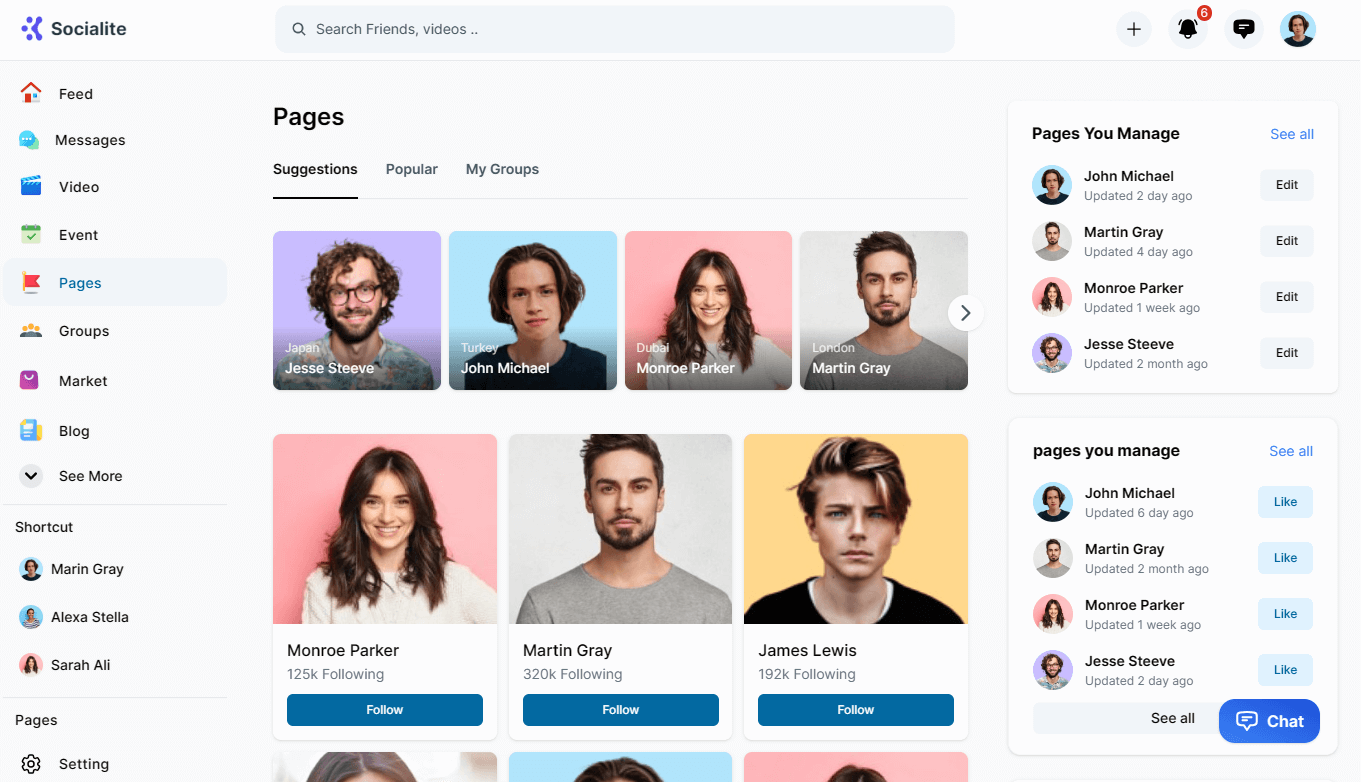 Socialite
Search Friends, videos ..
6
Feed
Messages
Video
Event
Pages
Groups
Market
Blog
See More
Shortcut
Marin Gray
Alexa Stella
Sarah Ali
Pages
Setting
Pages
Suggestions
Popular
My Groups
Japan
Jesse Steeve
Turkey
John Michael
Dubai
Monroe Parker
London
Martin Gray
Monroe Parker
125k Following
Follow
Martin Gray
320k Following
Follow
James Lewis
192k Following
Follow
Pages You Manage
See all
John Michael
Updated 2 day ago
Edit
Martin Gray
Updated 4 day ago
Edit
Monroe Parker
Updated 1 week ago
Edit
Jesse Steeve
Updated 2 month ago
Edit
pages you manage
See all
John Michael
Updated 6 day ago
Like
Martin Gray
Updated 2 month ago
Like
Monroe Parker
Updated 1 week ago
Like
Jesse Steeve
Updated 2 day ago
Like
See all
Chat